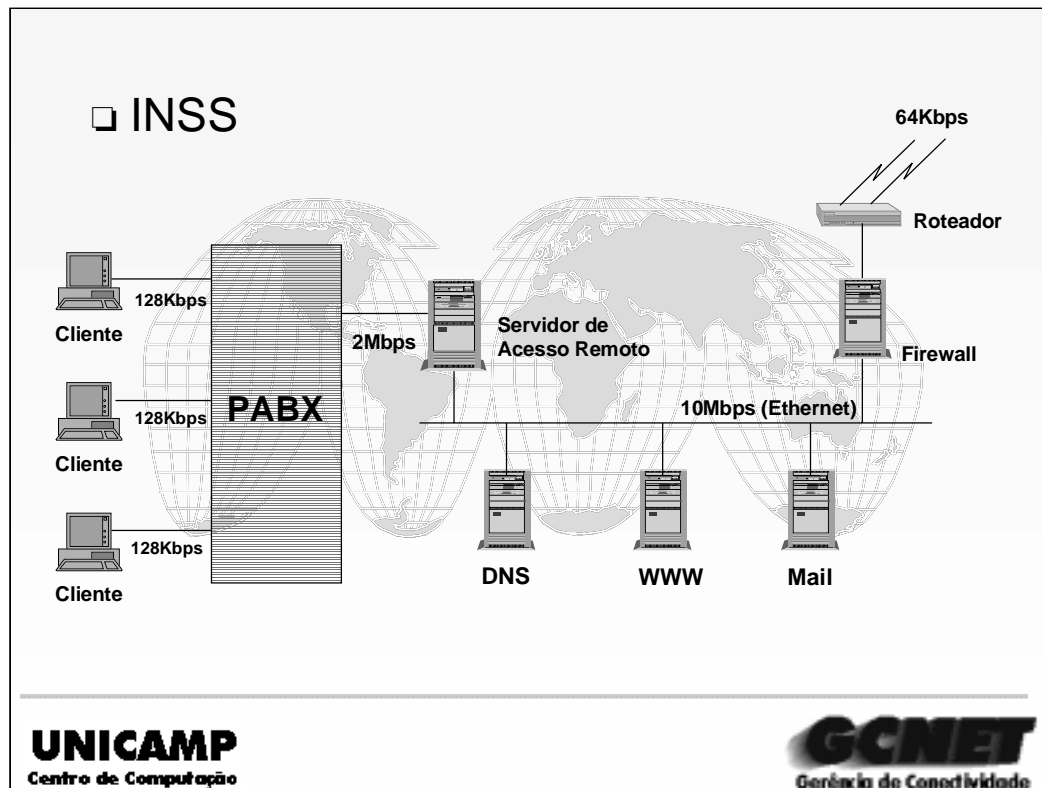 ❏ INSS
64Kbps
Roteador
128Kbps
Cliente
2Mbps
Servidor de
Acesso Remoto
Firewall
128Kbps
PABX
10Mbps (Ethernet)
Cliente
128Kbps
Cliente
DNS
WWW
Mail
UNICAMP
Centro de Computação
GCNET
Gerência de Conectividade